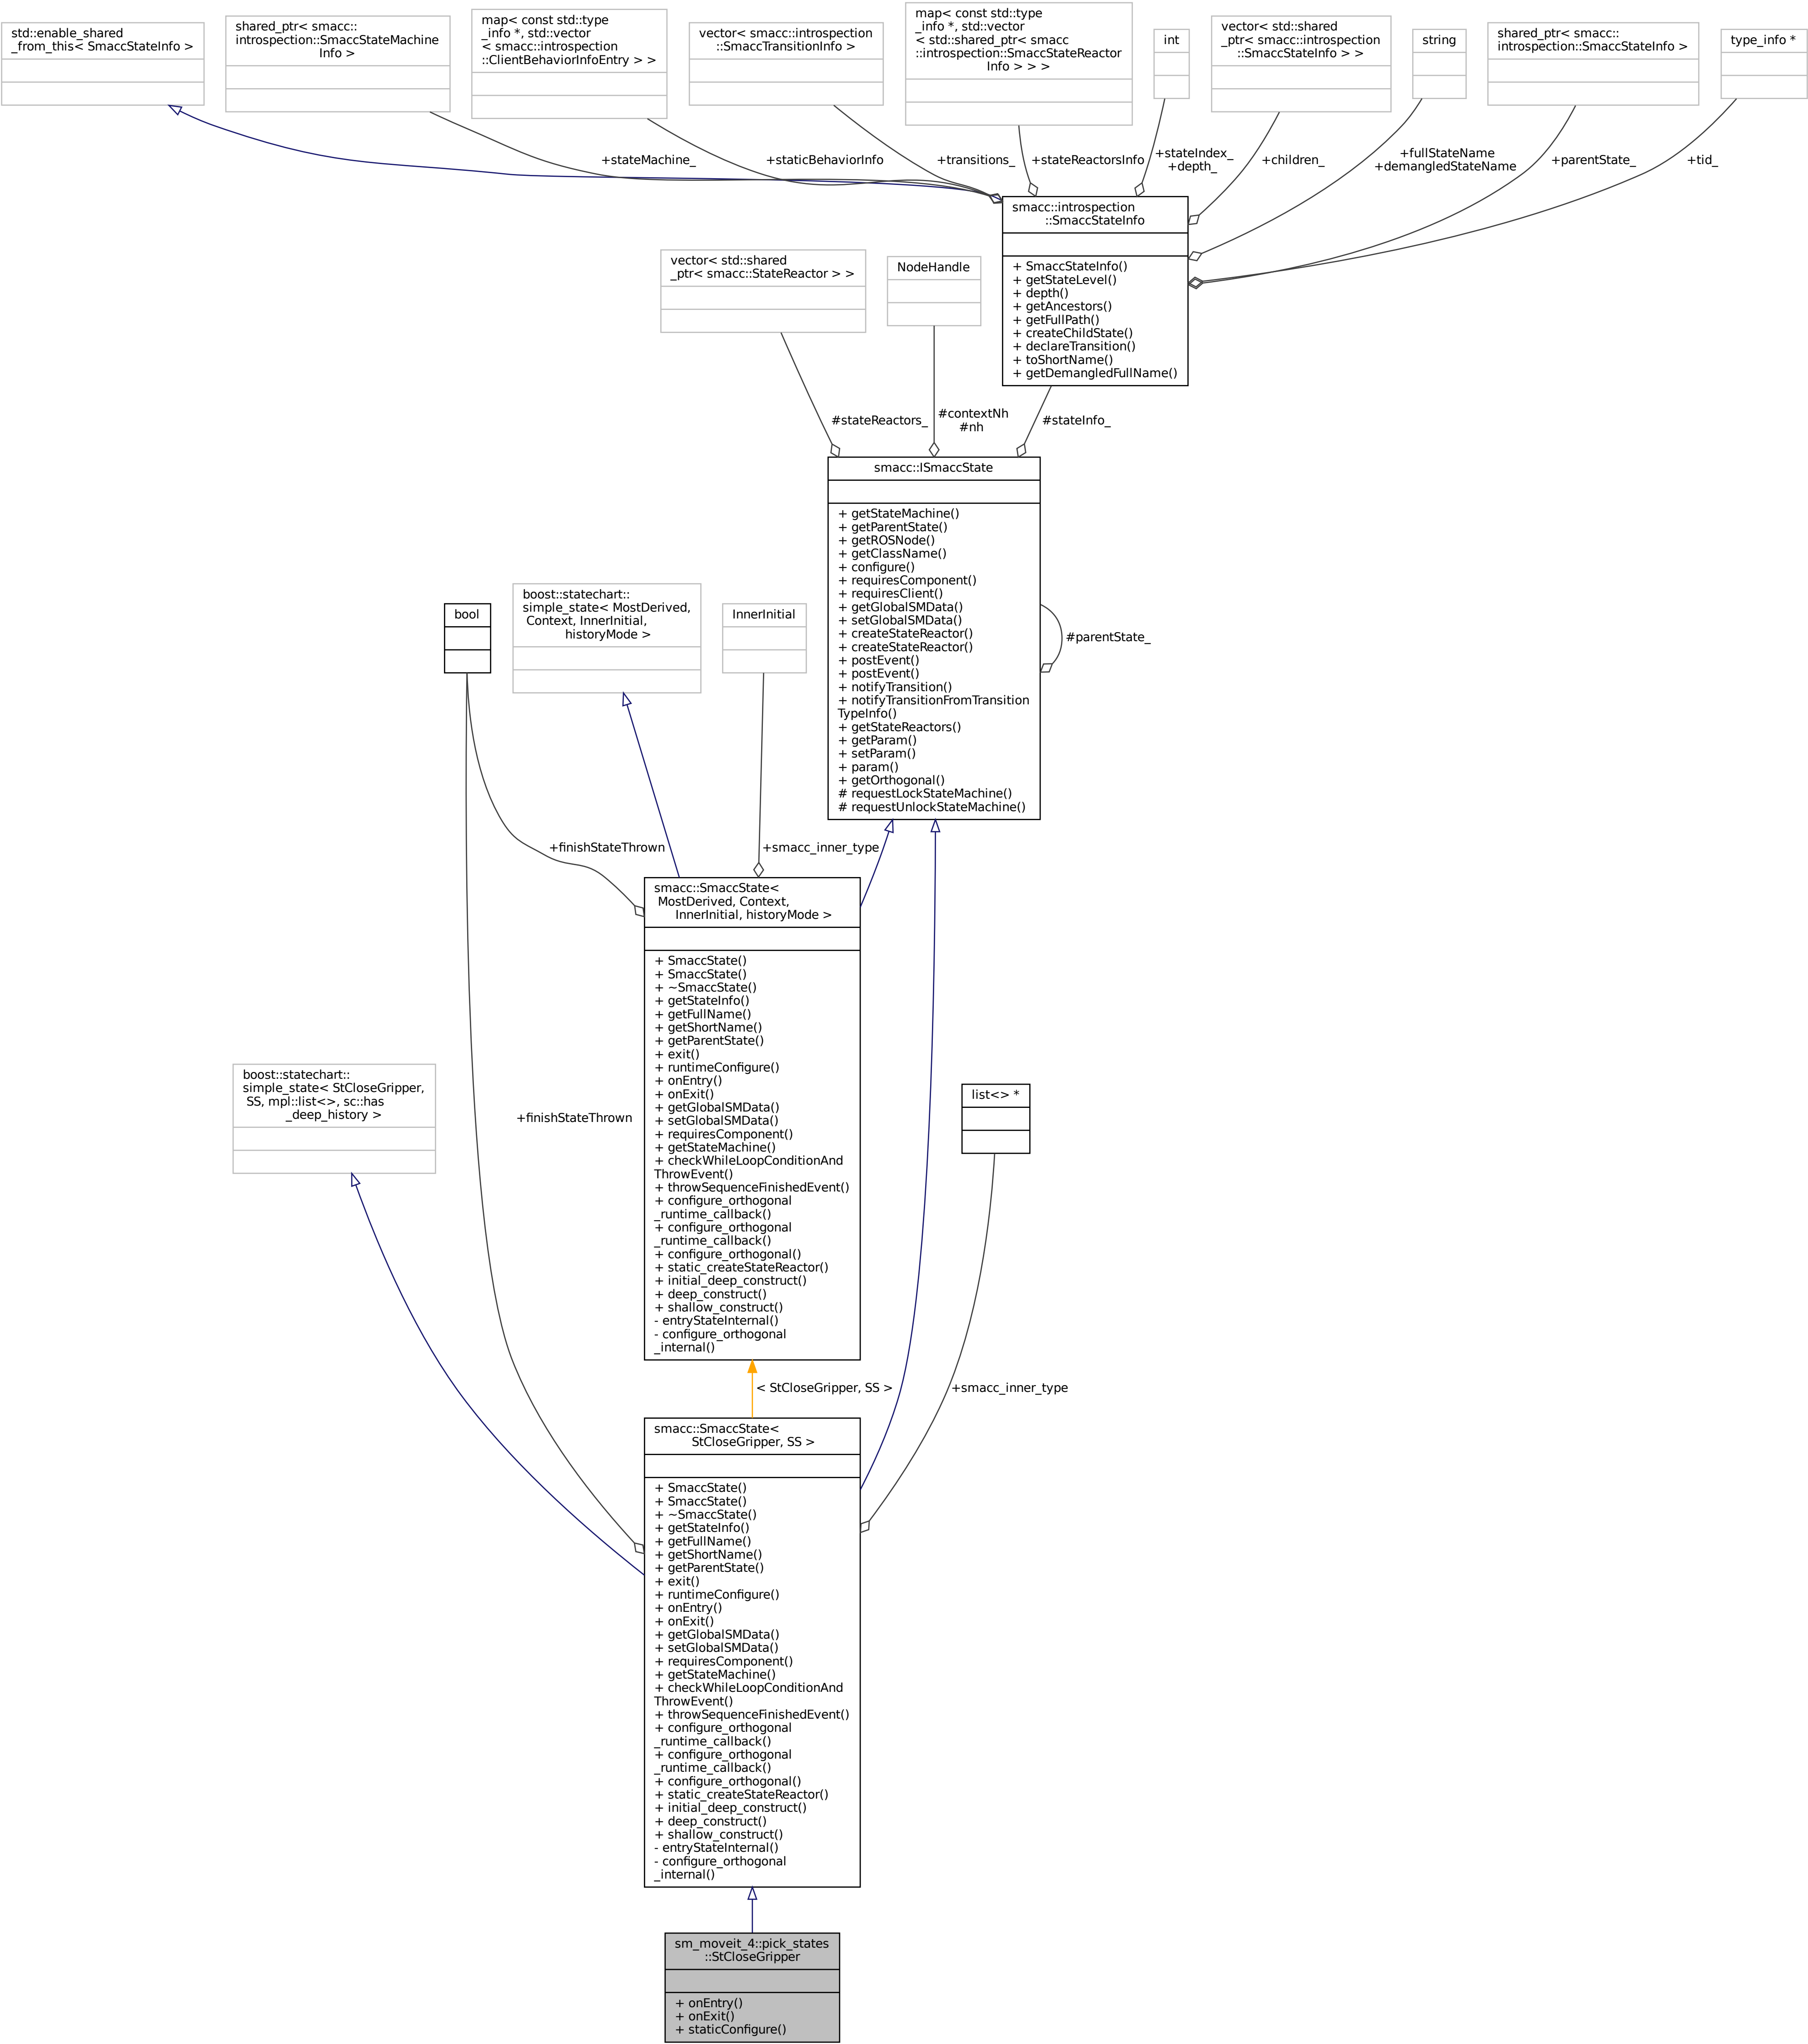 std::enable_shared
_from_this< SmaccStateInfo >
shared_ptr< smacc::
introspection::SmaccStateMachine
Info >
map< const std::type
_info *, std::vector
< smacc::introspection
::ClientBehaviorInfoEntry > >
vector< smacc::introspection
::SmaccTransitionInfo >
map< const std::type
_info *, std::vector
< std::shared_ptr< smacc
::introspection::SmaccStateReactor
Info > > >
int
vector< std::shared
_ptr< smacc::introspection
::SmaccStateInfo > >
string
shared_ptr< smacc::
introspection::SmaccStateInfo >
type_info *
+stateMachine_
+staticBehaviorInfo
+transitions_
+stateReactorsInfo
+stateIndex_
+depth_
+children_
+fullStateName
+demangledStateName
+parentState_
+tid_
smacc::introspection
::SmaccStateInfo
+ SmaccStateInfo()
+ getStateLevel()
+ depth()
+ getAncestors()
+ getFullPath()
+ createChildState()
+ declareTransition()
+ toShortName()
+ getDemangledFullName()
vector< std::shared
_ptr< smacc::StateReactor > >
NodeHandle
#stateReactors_
#contextNh
#nh
#stateInfo_
smacc::ISmaccState
+ getStateMachine()
+ getParentState()
+ getROSNode()
+ getClassName()
+ configure()
+ requiresComponent()
+ requiresClient()
+ getGlobalSMData()
+ setGlobalSMData()
+ createStateReactor()
+ createStateReactor()
+ postEvent()
+ postEvent()
+ notifyTransition()
+ notifyTransitionFromTransition
TypeInfo()
+ getStateReactors()
+ getParam()
+ setParam()
+ param()
+ getOrthogonal()
# requestLockStateMachine()
# requestUnlockStateMachine()
#parentState_
bool
boost::statechart::
simple_state< MostDerived,
Context, InnerInitial,
historyMode >
InnerInitial
+finishStateThrown
+smacc_inner_type
smacc::SmaccState<
MostDerived, Context,
InnerInitial, historyMode >
+ SmaccState()
+ SmaccState()
+ ~SmaccState()
+ getStateInfo()
+ getFullName()
+ getShortName()
+ getParentState()
+ exit()
+ runtimeConfigure()
+ onEntry()
+ onExit()
+ getGlobalSMData()
+ setGlobalSMData()
+ requiresComponent()
+ getStateMachine()
+ checkWhileLoopConditionAnd
ThrowEvent()
+ throwSequenceFinishedEvent()
+ configure_orthogonal
_runtime_callback()
+ configure_orthogonal
_runtime_callback()
+ configure_orthogonal()
+ static_createStateReactor()
+ initial_deep_construct()
+ deep_construct()
+ shallow_construct()
- entryStateInternal()
- configure_orthogonal
_internal()
boost::statechart::
simple_state< StCloseGripper,
SS, mpl::list<>, sc::has
_deep_history >
+finishStateThrown
list<> *
< StCloseGripper, SS >
+smacc_inner_type
smacc::SmaccState<
StCloseGripper, SS >
+ SmaccState()
+ SmaccState()
+ ~SmaccState()
+ getStateInfo()
+ getFullName()
+ getShortName()
+ getParentState()
+ exit()
+ runtimeConfigure()
+ onEntry()
+ onExit()
+ getGlobalSMData()
+ setGlobalSMData()
+ requiresComponent()
+ getStateMachine()
+ checkWhileLoopConditionAnd
ThrowEvent()
+ throwSequenceFinishedEvent()
+ configure_orthogonal
_runtime_callback()
+ configure_orthogonal
_runtime_callback()
+ configure_orthogonal()
+ static_createStateReactor()
+ initial_deep_construct()
+ deep_construct()
+ shallow_construct()
- entryStateInternal()
- configure_orthogonal
_internal()
sm_moveit_4::pick_states
::StCloseGripper
+ onEntry()
+ onExit()
+ staticConfigure()